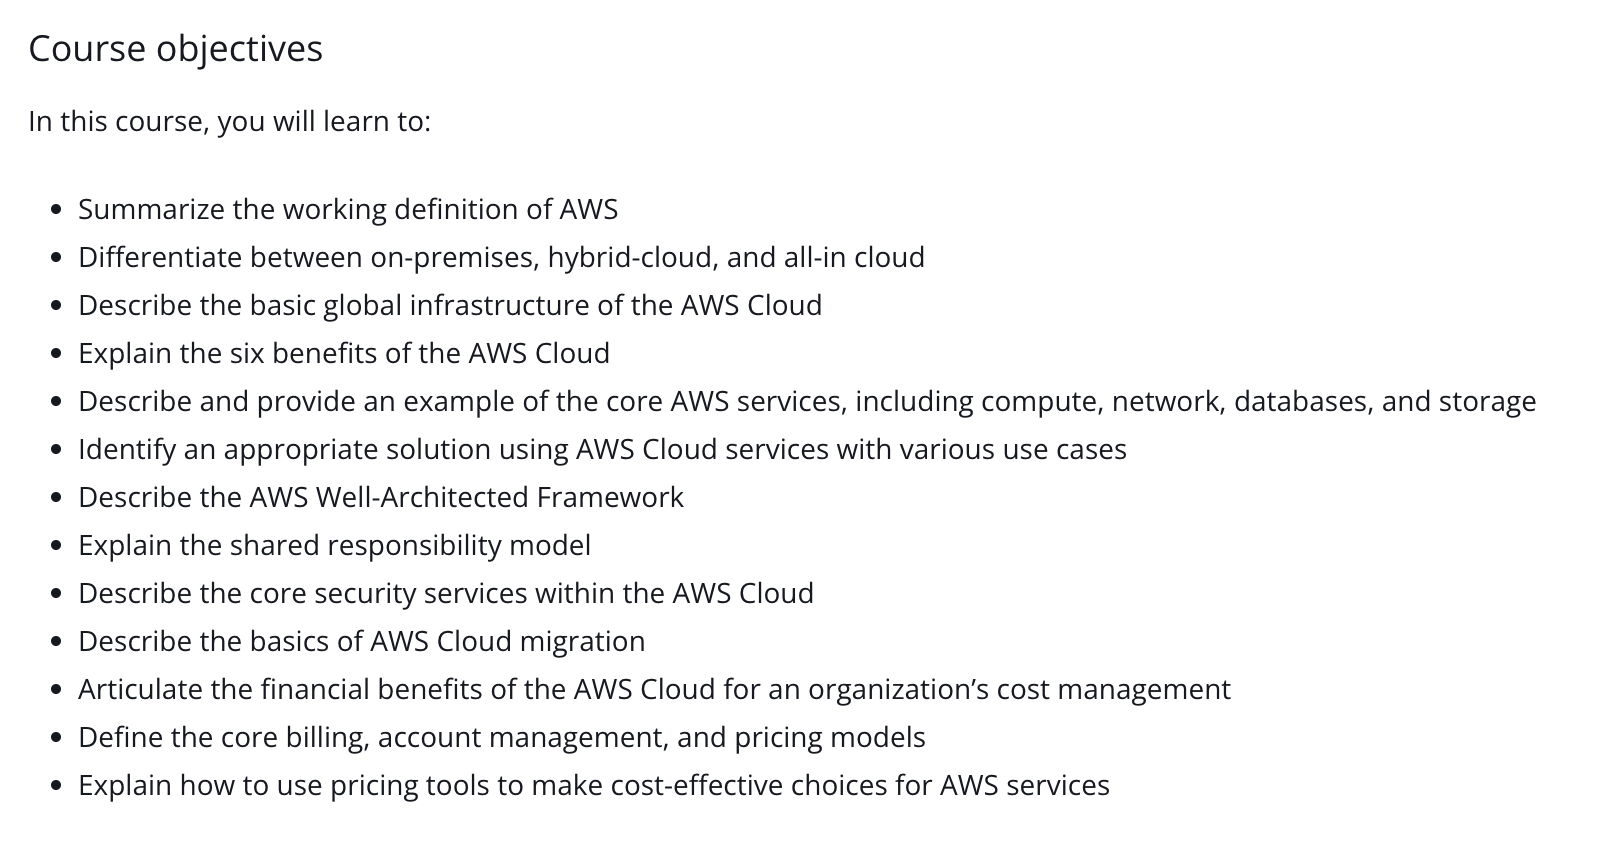 Course objectives
In this course, you will learn to:
• Summarize the working definition of AWS
• Differentiate between on-premises, hybrid-cloud, and all-in cloud
• Describe the basic global infrastructure of the AWS Cloud
• Explain the six benefits of the AWS Cloud
• Describe and provide an example of the core AWS services, including compute, network, databases, and storage
• Identify an appropriate solution using AWS Cloud services with various use cases
• Describe the AWS Well-Architected Framework
• Explain the shared responsibility model
• Describe the core security services within the AWS Cloud
• Describe the basics of AWS Cloud migration
• Articulate the financial benefits of the AWS Cloud for an organization’s cost management
• Define the core billing, account management, and pricing models
• Explain how to use pricing tools to make cost-effective choices for AWS services